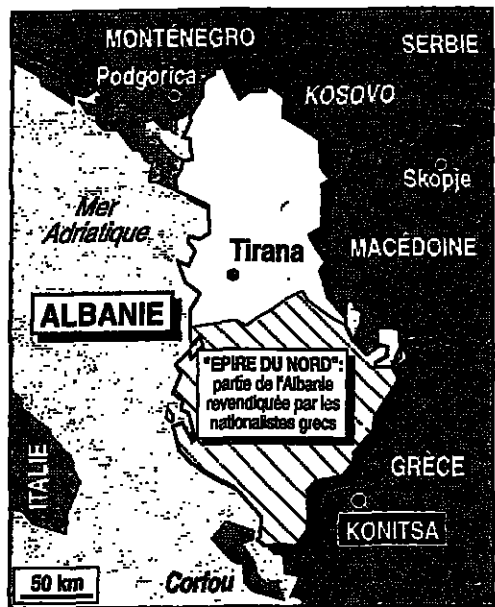 MONTÉNEGRO
SERBIE
Podgorica
KOSOVO
Skopje
Mer
Adriatique
Tirana
MACÉDOINE
ALBANIE
"EPIRE DU NORD":
partie de l'Albanie
revendiquée par les
nationalistes grecs
ITALIE
GRÈCE
KONITSA
50 km
Corfou